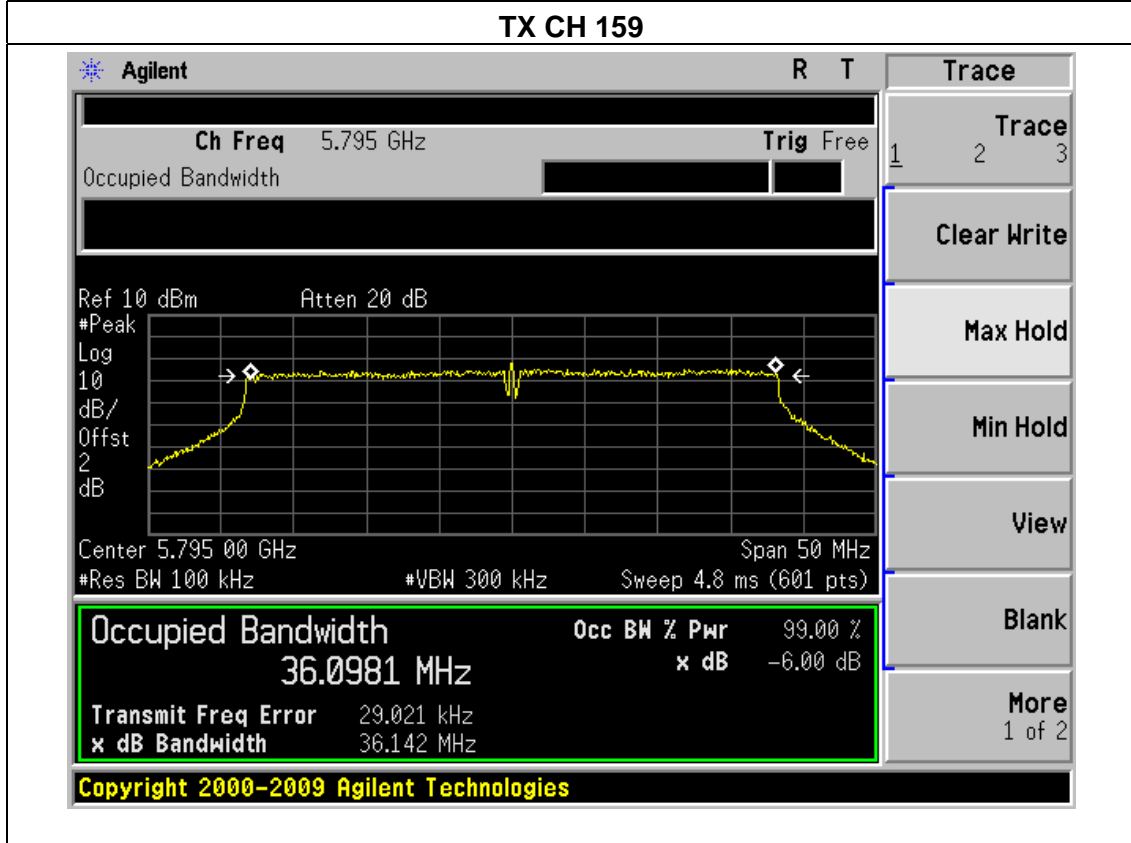 TX CH 159
Agilent R T
Trace
Ch Freq 5.795 GHz Trig Free
Occupied Bandwidth
Ref 10 dBm Atten 20 dB
#Peak
Log
10
dB/
Offst
2
dB
Center 5.795 00 GHz Span 50 MHz
#Res BW 100 kHz #VBW 300 kHz Sweep 4.8 ms (601 pts)
Occupied Bandwidth Occ BW % Pwr 99.00 %
36.0981 MHz x dB -6.00 dB
Transmit Freq Error 29.021 kHz
x dB Bandwidth 36.142 MHz
Copyright 2000-2009 Agilent Technologies
Trace
1 2 3
Clear Write
Max Hold
Min Hold
View
Blank
More
1 of 2